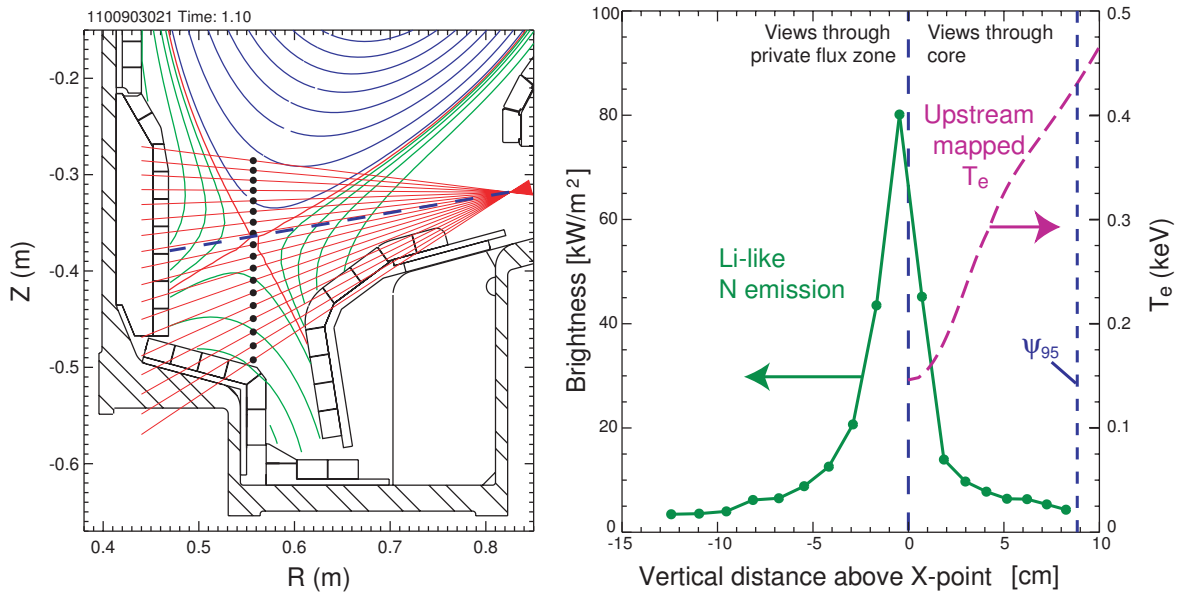 1100903021 Time: 1.10
-0.2
-0.3
-0.4
-0.5
-0.6
Z (m)
0.4
0.5
0.6
0.7
0.8
R (m)
100
80
60
40
20
0
Brightness [kW/m2]
Views through
private flux zone
Views through
core
Upstream
mapped
Te
Li-like
N emission
ψ95
0.5
0.4
0.3
0.2
0.1
0
Te (keV)
-15
-10
-5
0
5
10
Vertical distance above X-point [cm]